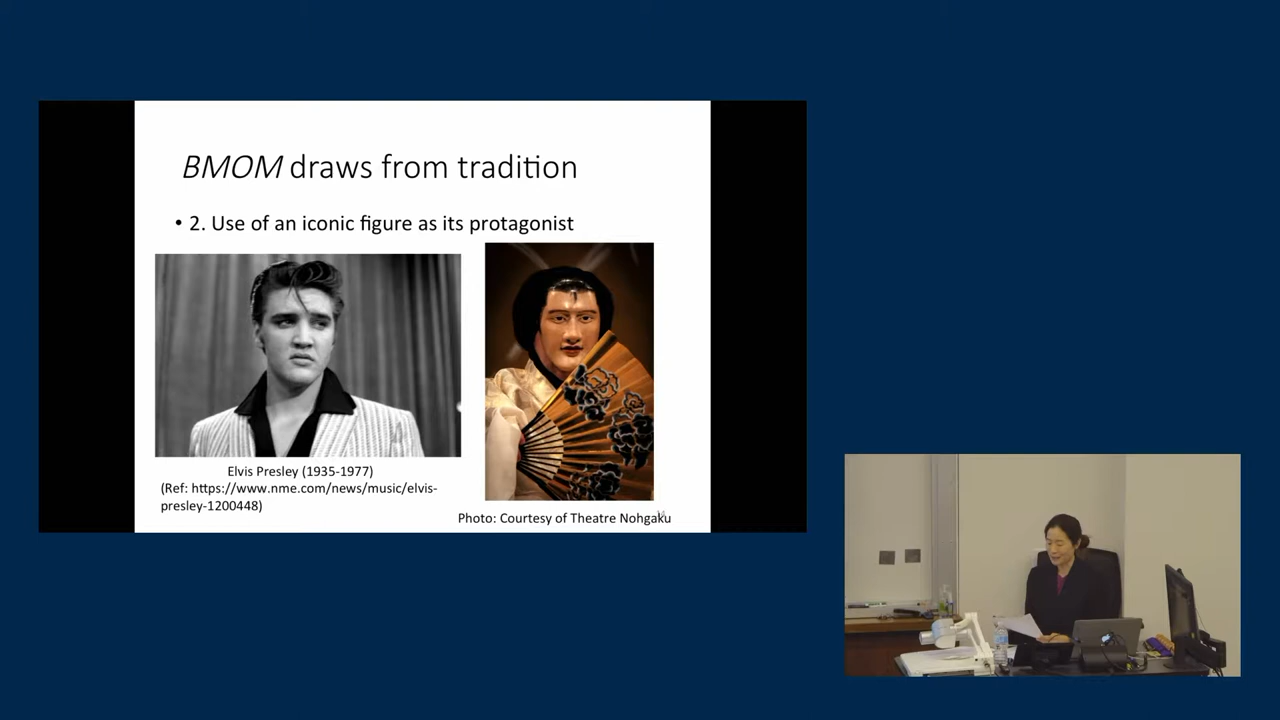 BMOM draws from tradition
• 2. Use of an iconic figure as its protagonist
Elvis Presley (1935-1977)
(Ref: https://www.nme.com/news/music/elvis-
presley-1200448)
Photo: Courtesy of Theatre Nohgaku